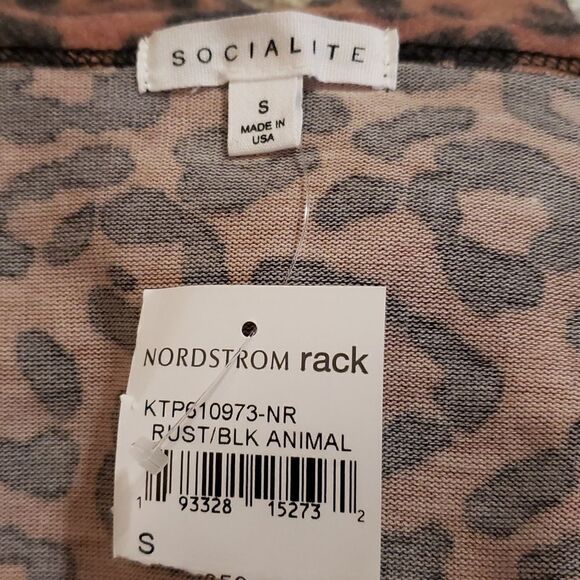 SOCIALITE
S
MADE IN
USA
NORDSTROM rack
KTP610973-NR
RUST/BLK ANIMAL
1 93328 15273 2
S